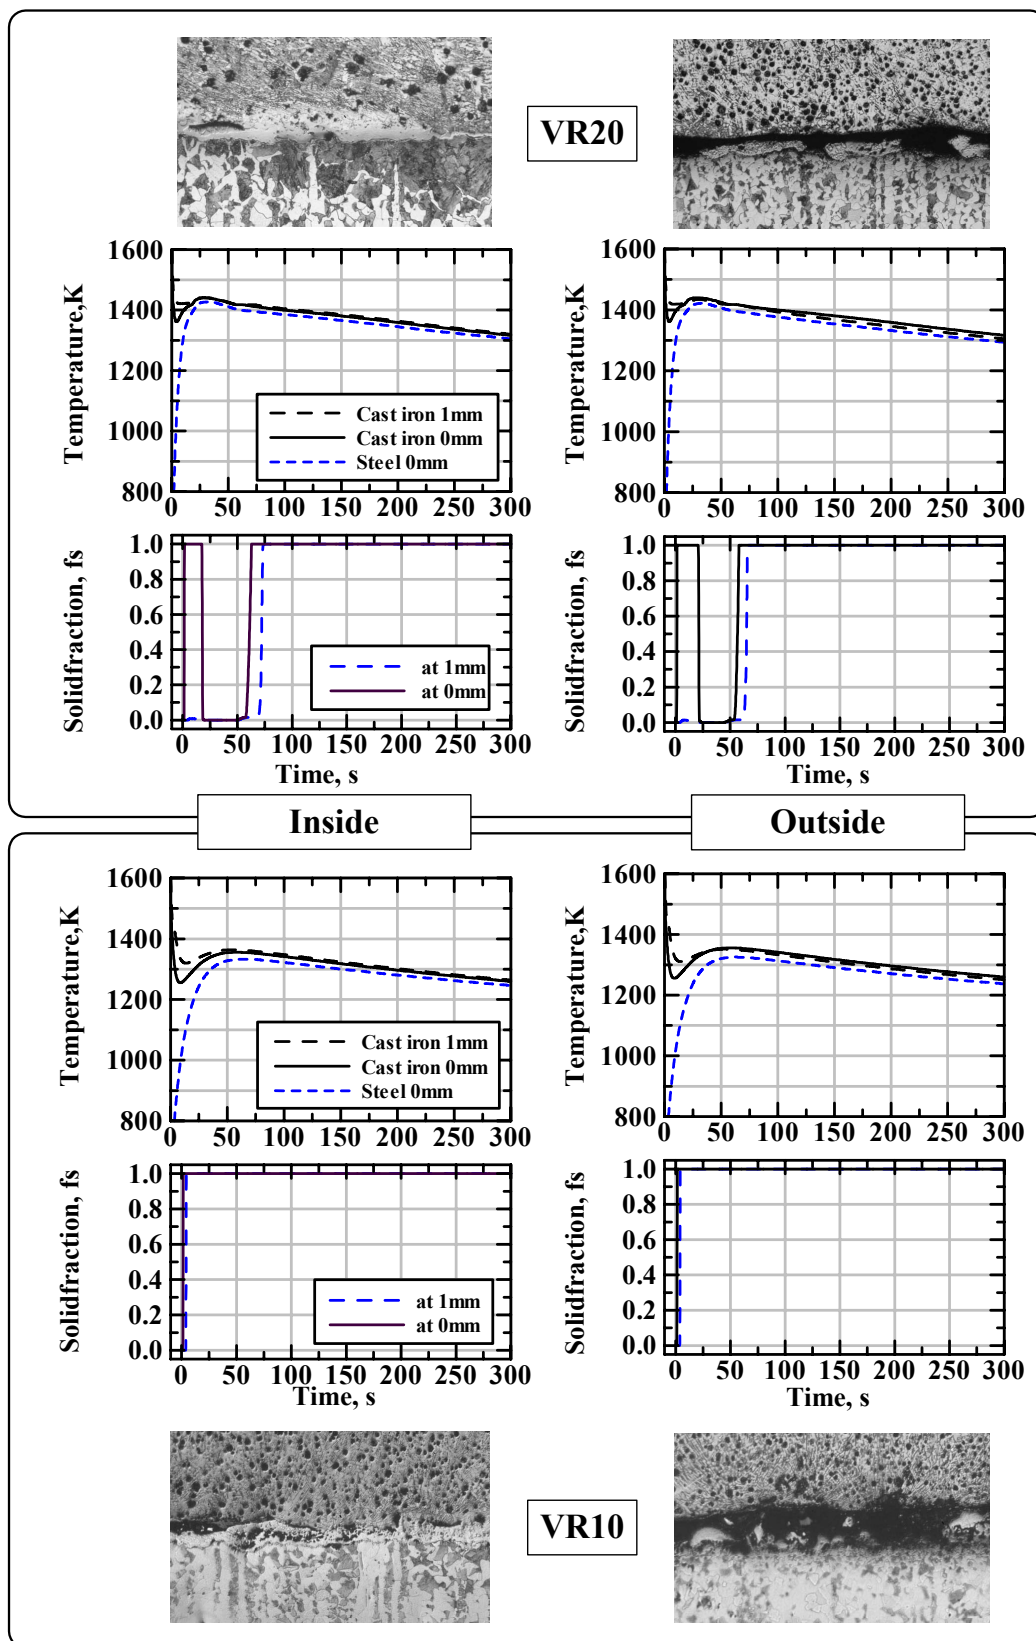 VR20
1600
1400
1200
1000
800
Temperature,K
Cast iron 1mm
Cast iron 0mm
Steel 0mm
0 50 100 150 200 250 300
1600
1400
1200
1000
800
Temperature,K
0 50 100 150 200 250 300
1.0
0.8
0.6
0.4
0.2
0.0
Solidfraction, fs
at 1mm
at 0mm
0 50 100 150 200 250 300
Time, s
1.0
0.8
0.6
0.4
0.2
0.0
Solidfraction, fs
0 50 100 150 200 250 300
Time, s
Inside
Outside
1600
1400
1200
1000
800
Temperature,K
Cast iron 1mm
Cast iron 0mm
Steel 0mm
0 50 100 150 200 250 300
1600
1400
1200
1000
800
Temperature,K
0 50 100 150 200 250 300
1.0
0.8
0.6
0.4
0.2
0.0
Solidfraction, fs
at 1mm
at 0mm
0 50 100 150 200 250 300
Time, s
1.0
0.8
0.6
0.4
0.2
0.0
Solidfraction, fs
0 50 100 150 200 250 300
Time, s
VR10